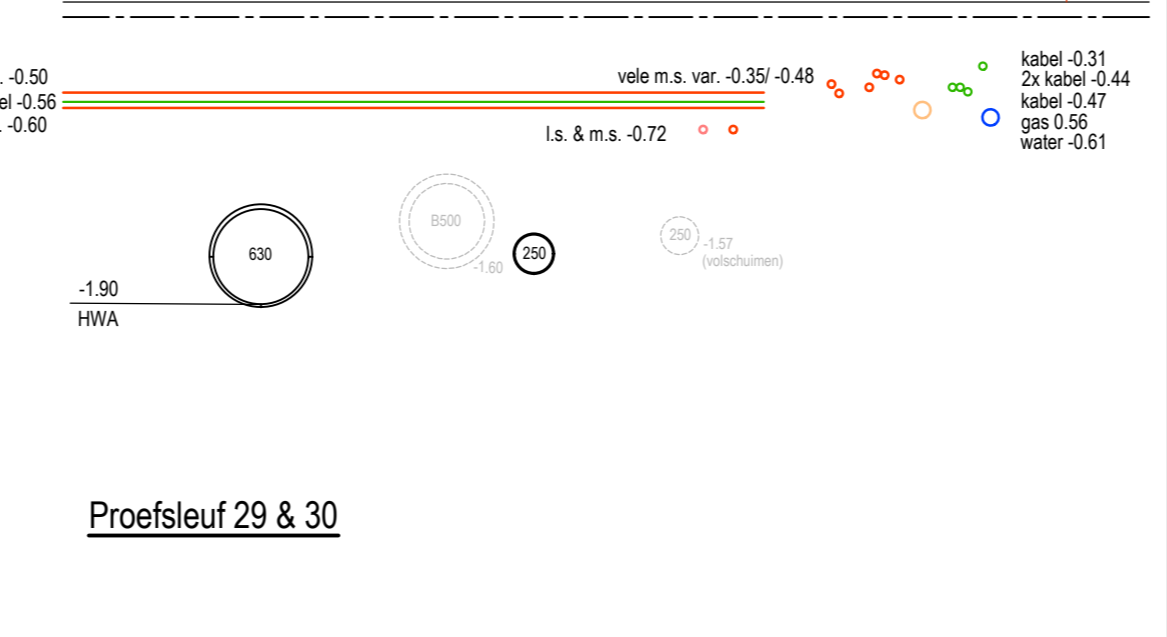 . -0.50
el -0.56
. -0.60
vele m.s. var. -0.35/ -0.48
l.s. & m.s. -0.72
kabel -0.31
2x kabel -0.44
kabel -0.47
gas 0.56
water -0.61
630
B500
-1.60
250
250
-1.57
(volschuimen)
-1.90
HWA
Proefsleuf 29 & 30